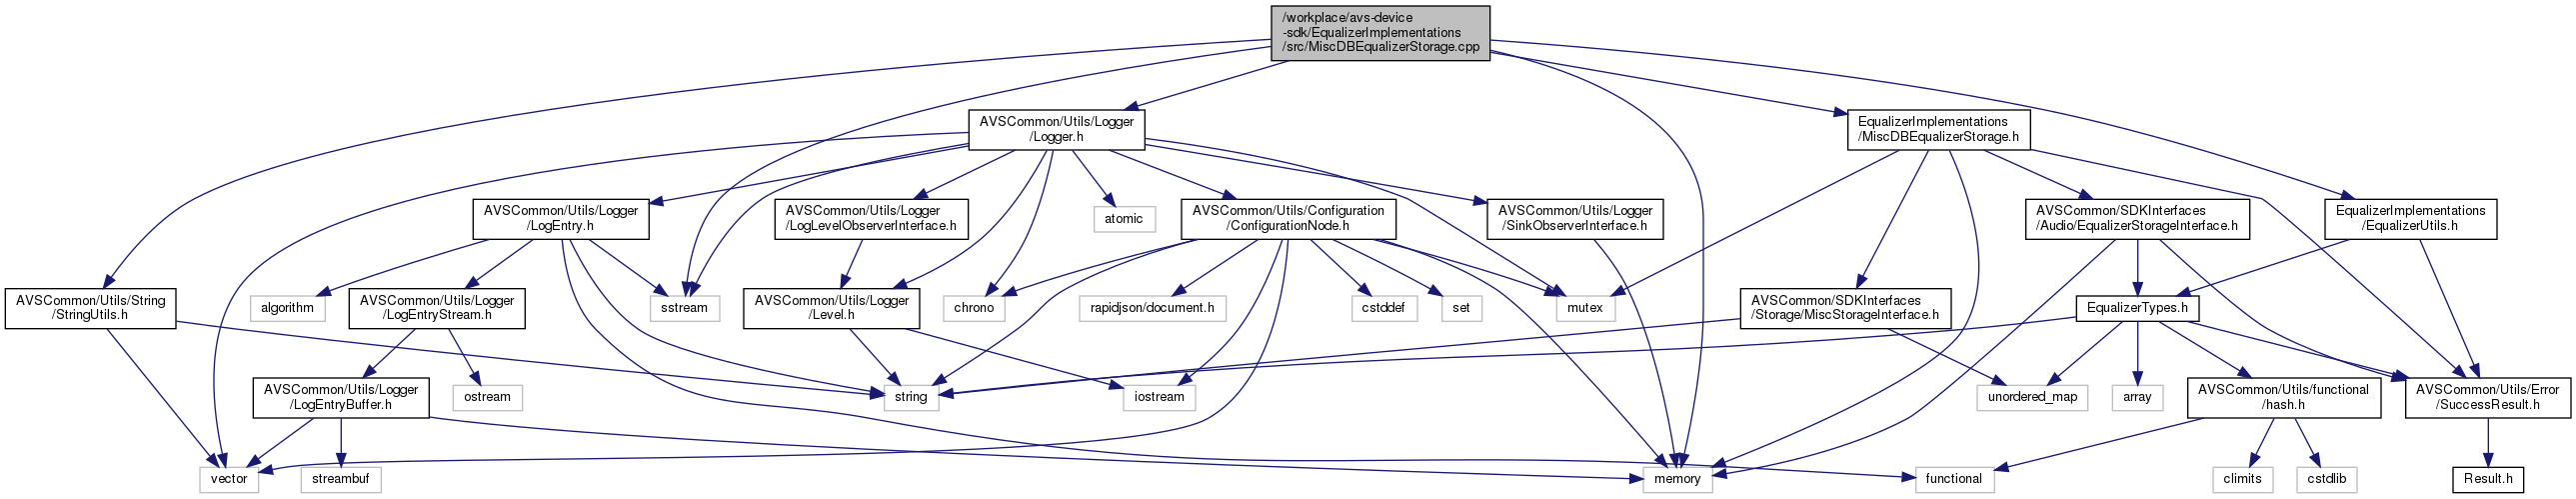 /workplace/avs-device
-sdk/EqualizerImplementations
/src/MiscDBEqualizerStorage.cpp
AVSCommon/Utils/Logger
/Logger.h
EqualizerImplementations
/MiscDBEqualizerStorage.h
AVSCommon/Utils/Logger
/LogEntry.h
AVSCommon/Utils/Logger
/LogLevelObserverInterface.h
atomic
AVSCommon/Utils/Configuration
/ConfigurationNode.h
AVSCommon/Utils/Logger
/SinkObserverInterface.h
AVSCommon/SDKInterfaces
/Audio/EqualizerStorageInterface.h
EqualizerImplementations
/EqualizerUtils.h
AVSCommon/Utils/String
/StringUtils.h
algorithm
AVSCommon/Utils/Logger
/LogEntryStream.h
sstream
AVSCommon/Utils/Logger
/Level.h
chrono
rapidjson/document.h
cstddef
set
mutex
AVSCommon/SDKInterfaces
/Storage/MiscStorageInterface.h
EqualizerTypes.h
AVSCommon/Utils/Logger
/LogEntryBuffer.h
ostream
string
iostream
unordered_map
array
AVSCommon/Utils/functional
/hash.h
AVSCommon/Utils/Error
/SuccessResult.h
vector
streambuf
memory
functional
climits
cstdlib
Result.h